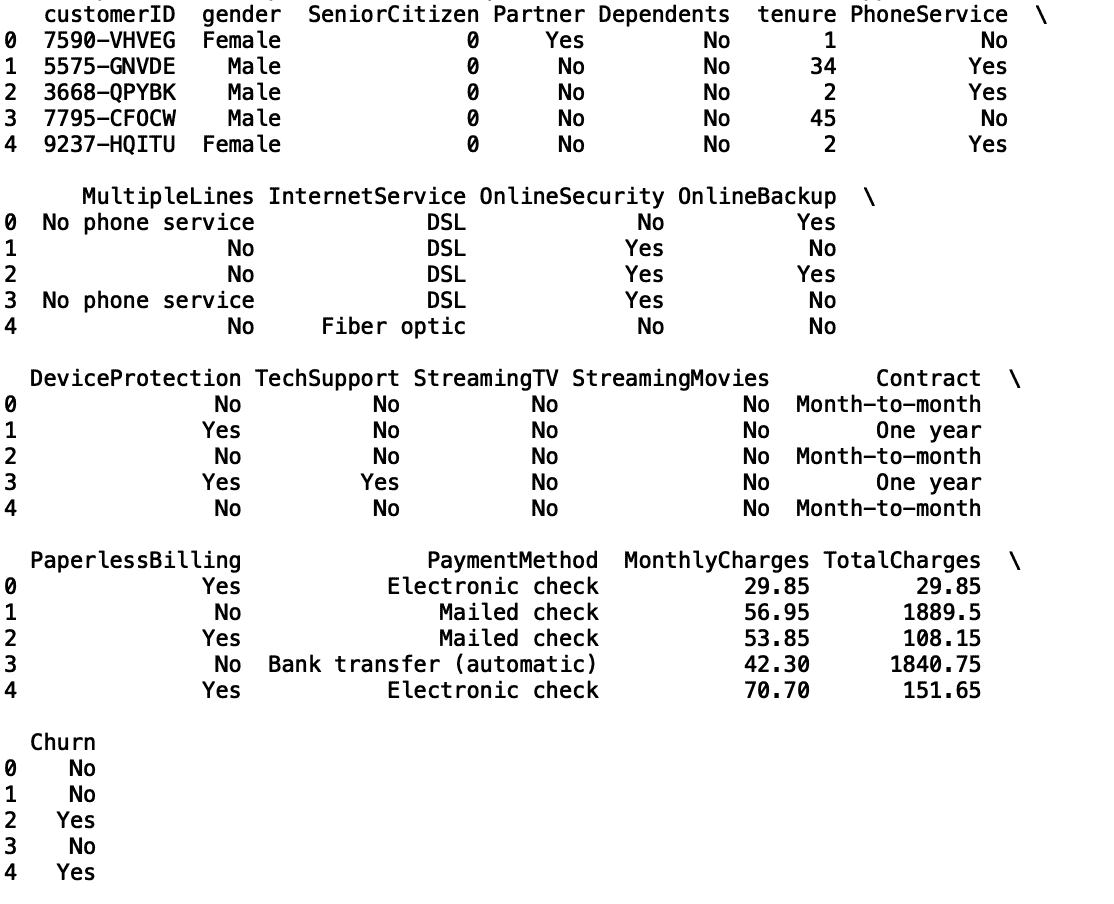 customerID gender SeniorCitizen Partner Dependents tenure PhoneService \
0 7590-VHVEG Female 0 Yes No 1 No
1 5575-GNVDE Male 0 No No 34 Yes
2 3668-QPYBK Male 0 No No 2 Yes
3 7795-CFOCW Male 0 No No 45 No
4 9237-HQITU Female 0 No No 2 Yes
MultipleLines InternetService OnlineSecurity OnlineBackup \
0 No phone service DSL No Yes
1 No DSL Yes No
2 No DSL Yes Yes
3 No phone service DSL Yes No
4 No Fiber optic No No
DeviceProtection TechSupport StreamingTV StreamingMovies Contract \
0 No No No No Month-to-month
1 Yes No No No One year
2 No No No No Month-to-month
3 Yes Yes No No One year
4 No No No No Month-to-month
PaperlessBilling PaymentMethod MonthlyCharges TotalCharges \
0 Yes Electronic check 29.85 29.85
1 No Mailed check 56.95 1889.5
2 Yes Mailed check 53.85 108.15
3 No Bank transfer (automatic) 42.30 1840.75
4 Yes Electronic check 70.70 151.65
Churn
0 No
1 No
2 Yes
3 No
4 Yes